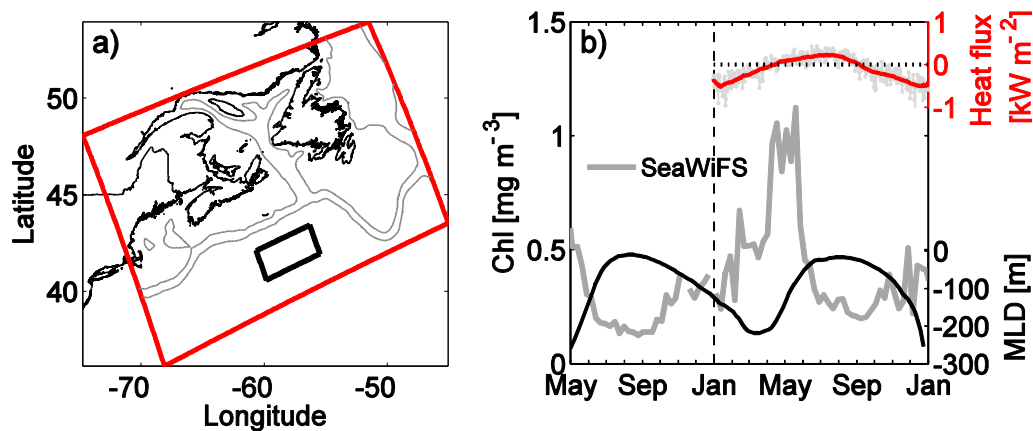 a)
50
45
40
Latitude
-70
-60
-50
Longitude
b)
1.5
1
0.5
0
Chl [mg m⁻³]
SeaWiFS
1
0
-1
Heat flux
[kW m⁻²]
0
-100
-200
-300
MLD [m]
May Sep Jan May Sep Jan